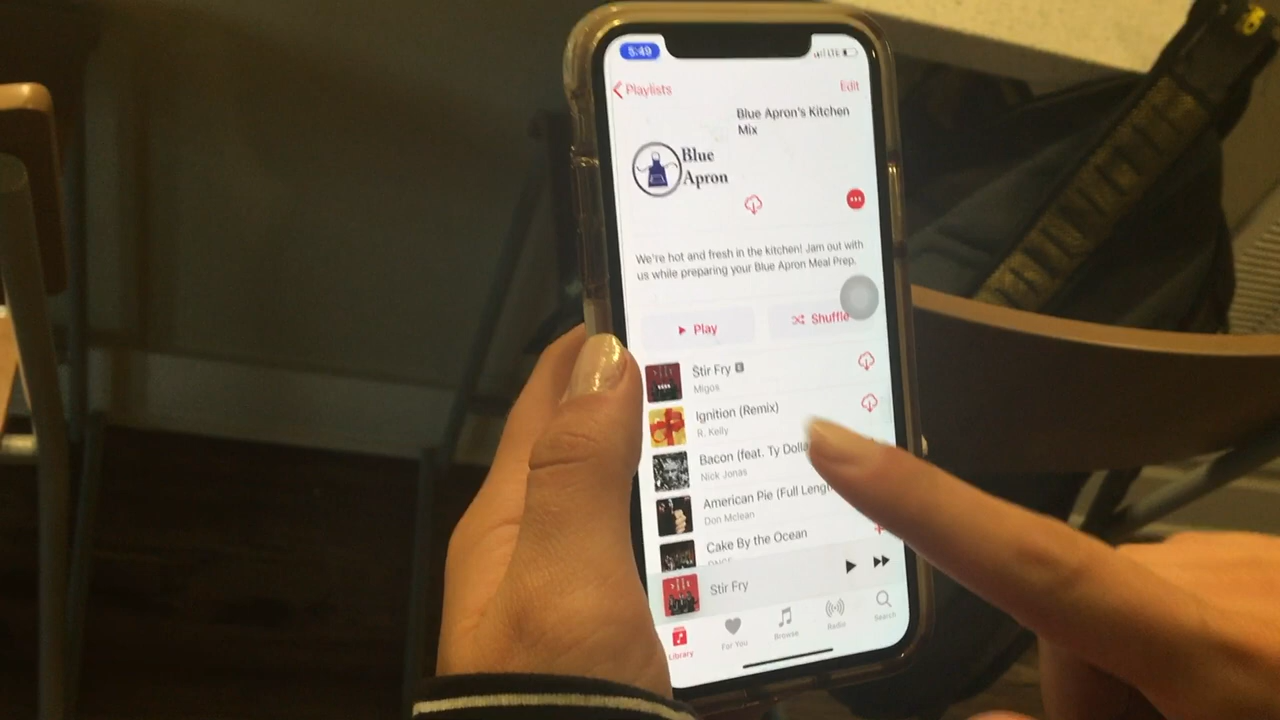 5:49
LTE
Playlists
Edit
Blue Apron's Kitchen
Mix
Blue
Apron
We're hot and fresh in the kitchen! Jam out with
us while preparing your Blue Apron Meal Prep.
Play
Shuffle
Stir Fry E
Migos
Ignition (Remix)
R. Kelly
Bacon (feat. Ty Dolla
Nick Jonas
American Pie (Full Length
Don Mclean
Cake By the Ocean
DNCE
Stir Fry
Library
For You
Browse
Radio
Search